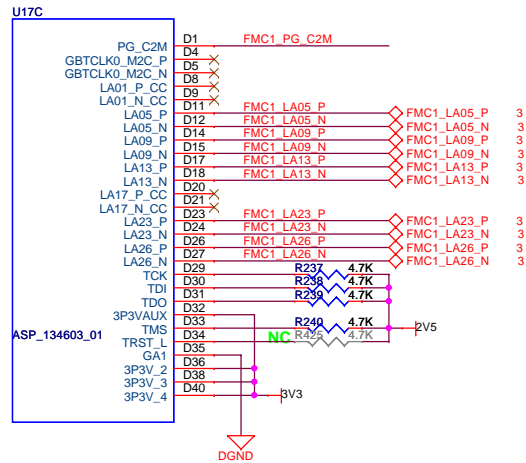 U17C
PG_C2M D1 FMC1_PG_C2M
GBTCLK0_M2C_P D4
GBTCLK0_M2C_N D5
LA01_P_CC D8
LA01_N_CC D9
LA05_P D11 FMC1_LA05_P FMC1_LA05_P 3
LA05_N D12 FMC1_LA05_N FMC1_LA05_N 3
LA09_P D14 FMC1_LA09_P FMC1_LA09_P 3
LA09_N D15 FMC1_LA09_N FMC1_LA09_N 3
LA13_P D17 FMC1_LA13_P FMC1_LA13_P 3
LA13_N D18 FMC1_LA13_N FMC1_LA13_N 3
LA17_P_CC D20
LA17_N_CC D21
LA23_P D23 FMC1_LA23_P FMC1_LA23_P 3
LA23_N D24 FMC1_LA23_N FMC1_LA23_N 3
LA26_P D26 FMC1_LA26_P FMC1_LA26_P 3
LA26_N D27 FMC1_LA26_N FMC1_LA26_N 3
TCK D29 R237 4.7K
TDI D30 R238 4.7K
TDO D31 R239 4.7K
3P3VAUX D32
TMS D33 R240 4.7K 2V5
ASP_134603_01 TRST_L D34 NC R425 4.7K
GA1 D35
3P3V_2 D36
3P3V_3 D38
3P3V_4 D40 3V3
DGND